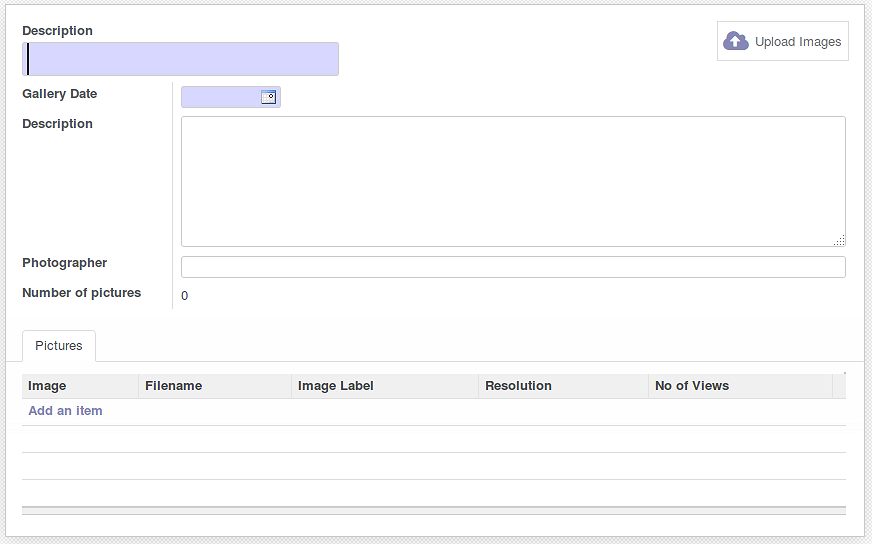 Description
Upload Images
Gallery Date
Description
Photographer
Number of pictures
0
Pictures
Image Filename Image Label Resolution No of Views
Add an item